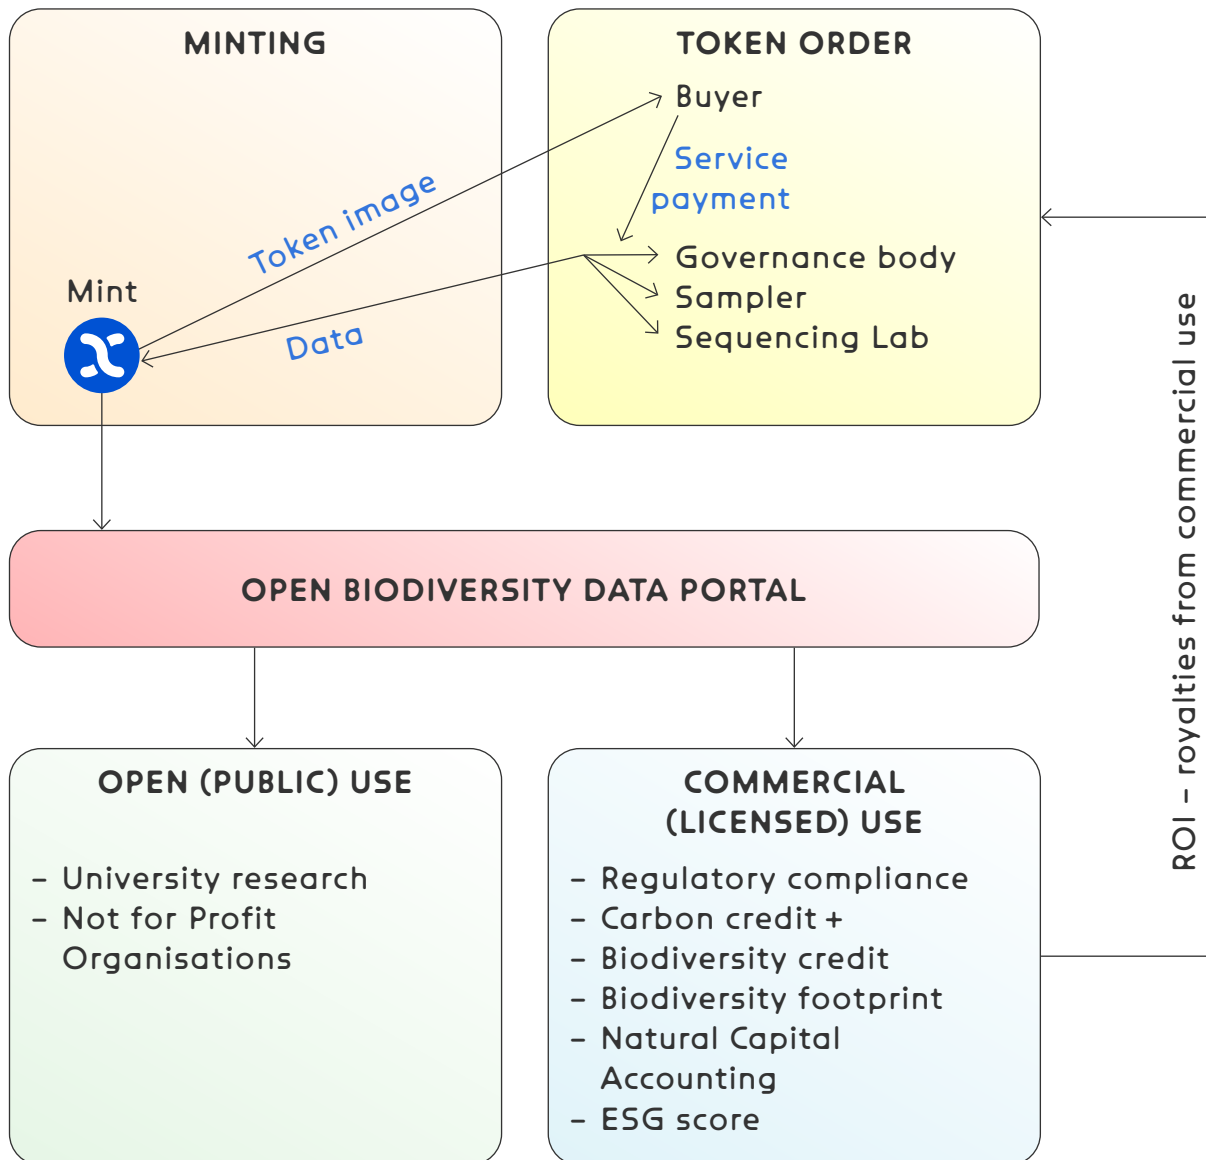 MINTING
Mint
Token image
Data
TOKEN ORDER
Buyer
Service
payment
Governance body
Sampler
Sequencing Lab
OPEN BIODIVERSITY DATA PORTAL
OPEN (PUBLIC) USE
– University research
– Not for Profit
Organisations
COMMERCIAL
(LICENSED) USE
– Regulatory compliance
– Carbon credit +
– Biodiversity credit
– Biodiversity footprint
– Natural Capital
Accounting
– ESG score
ROI – royalties from commercial use